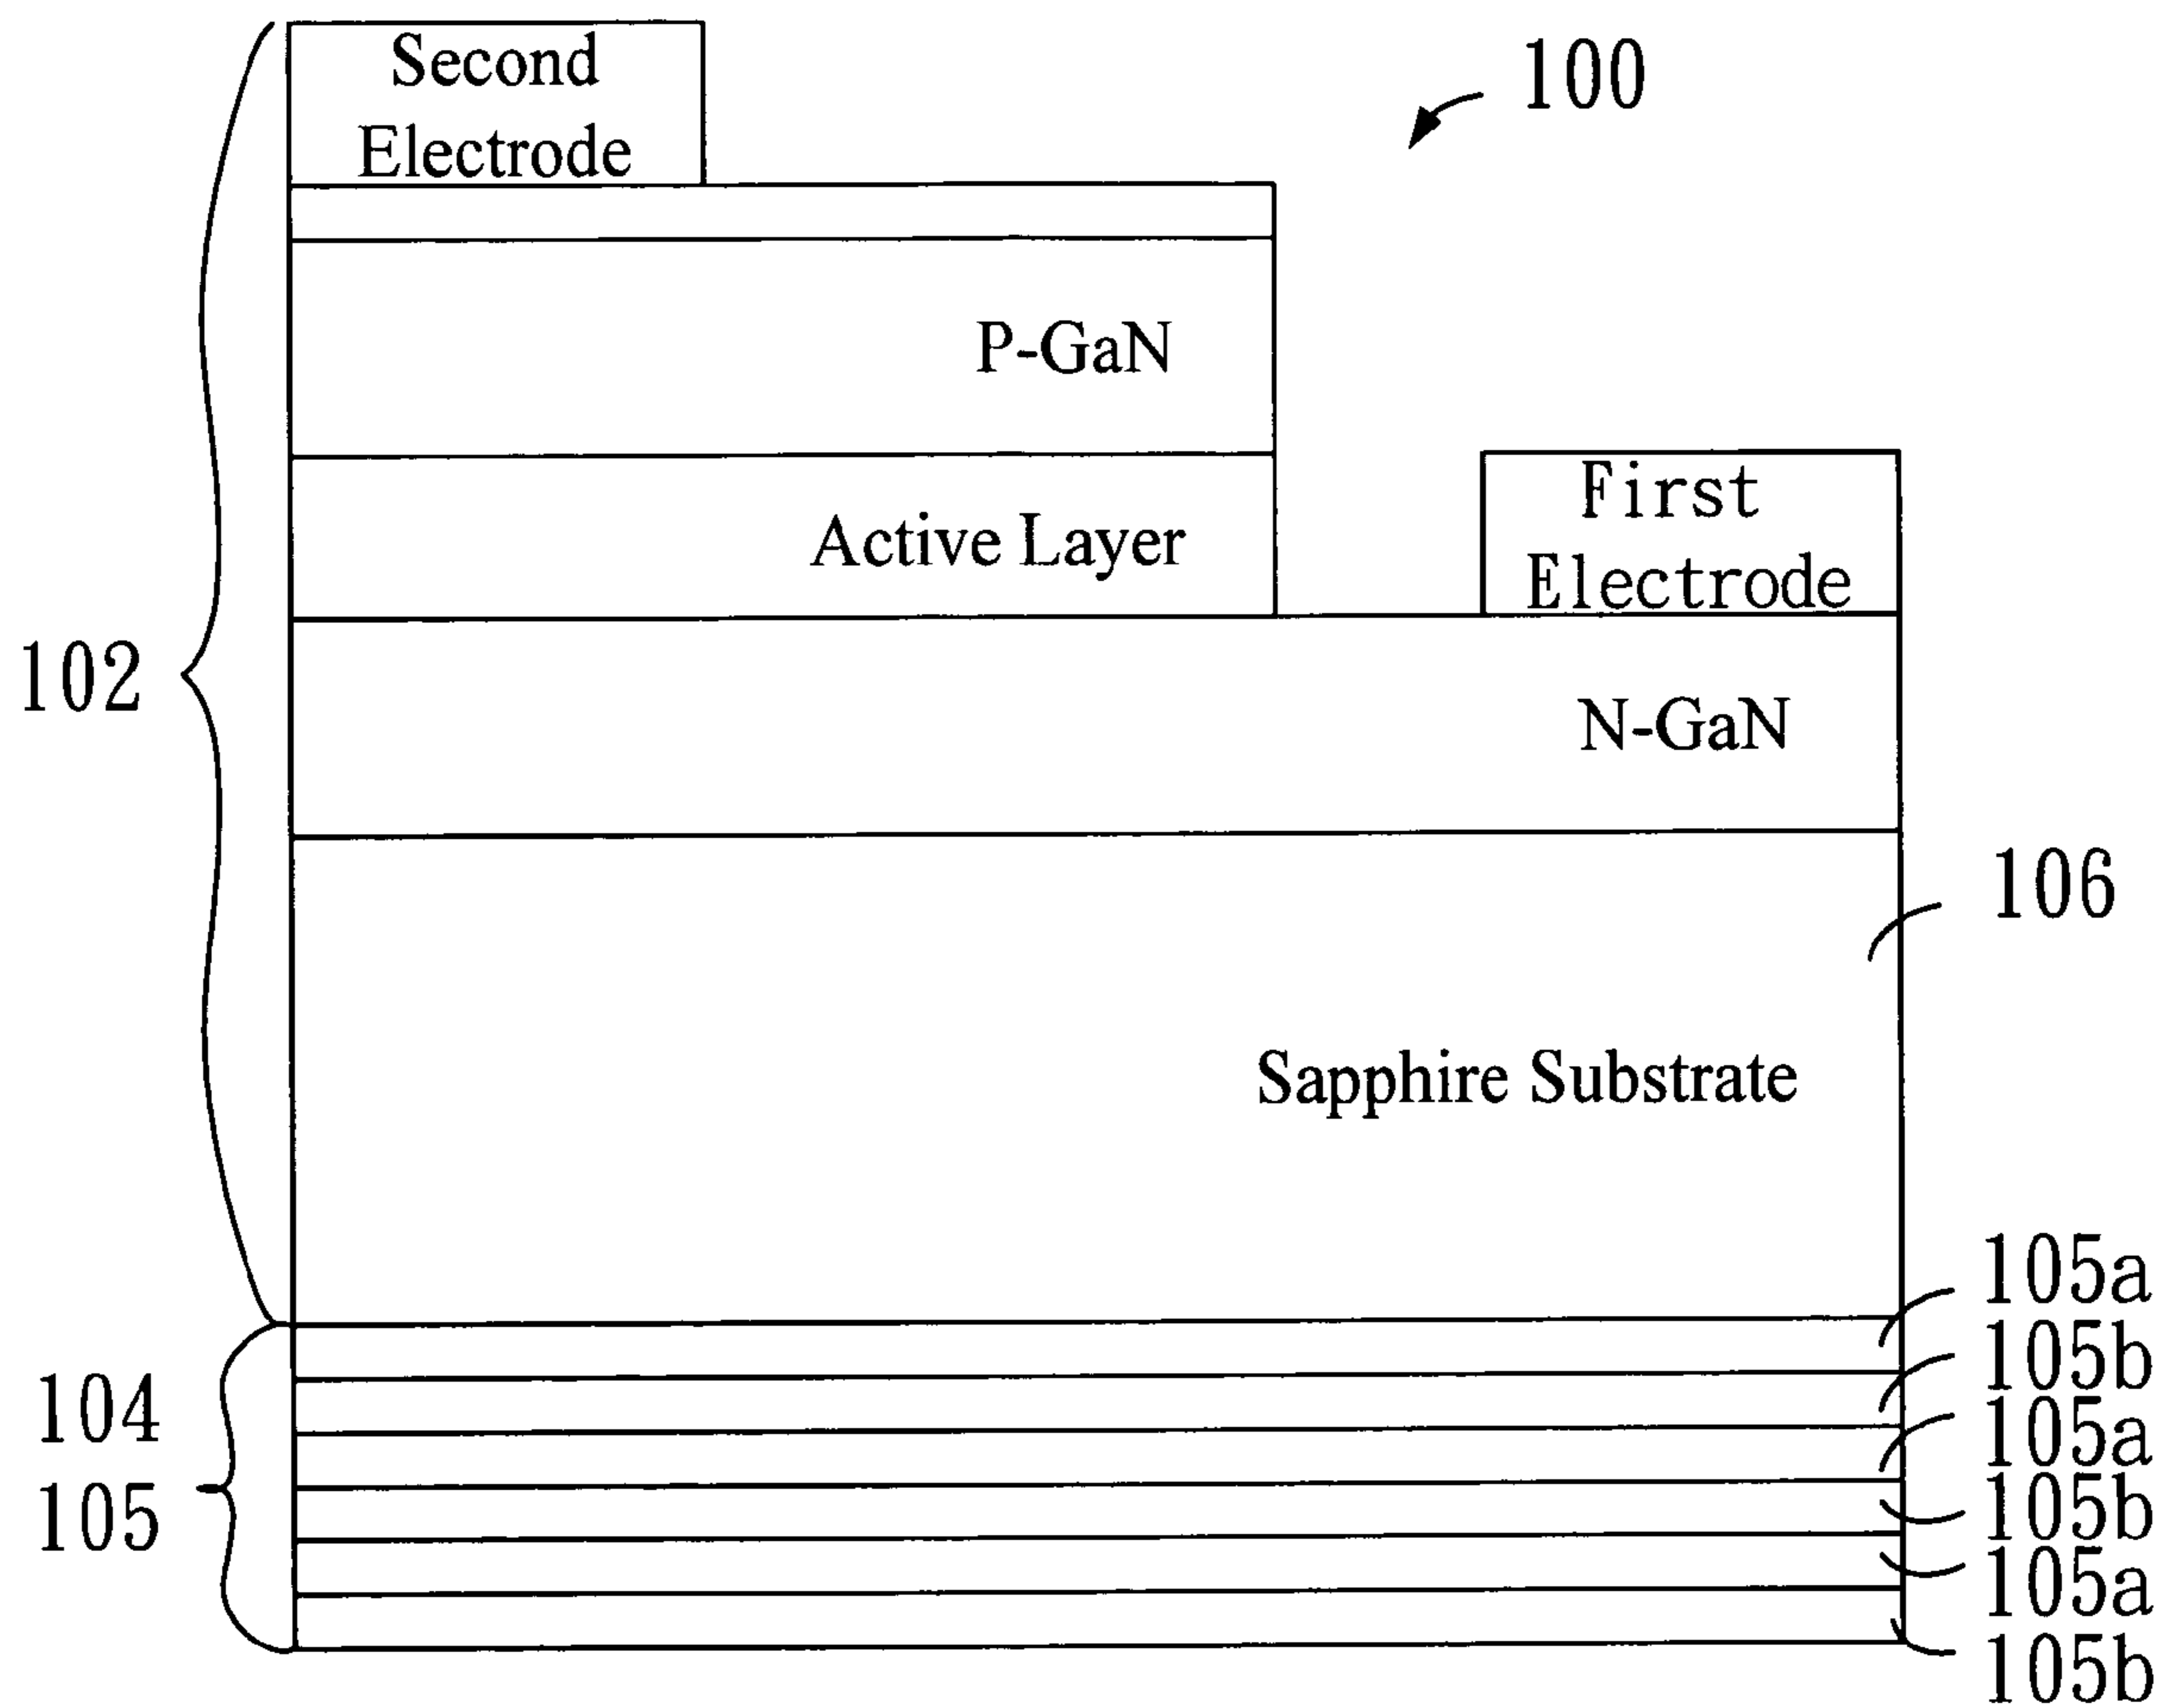 Second
Electrode
100
P-GaN
First
Electrode
Active Layer
102
N-GaN
106
Sapphire Substrate
105a
105b
104
105a
105
105b
105a
105b